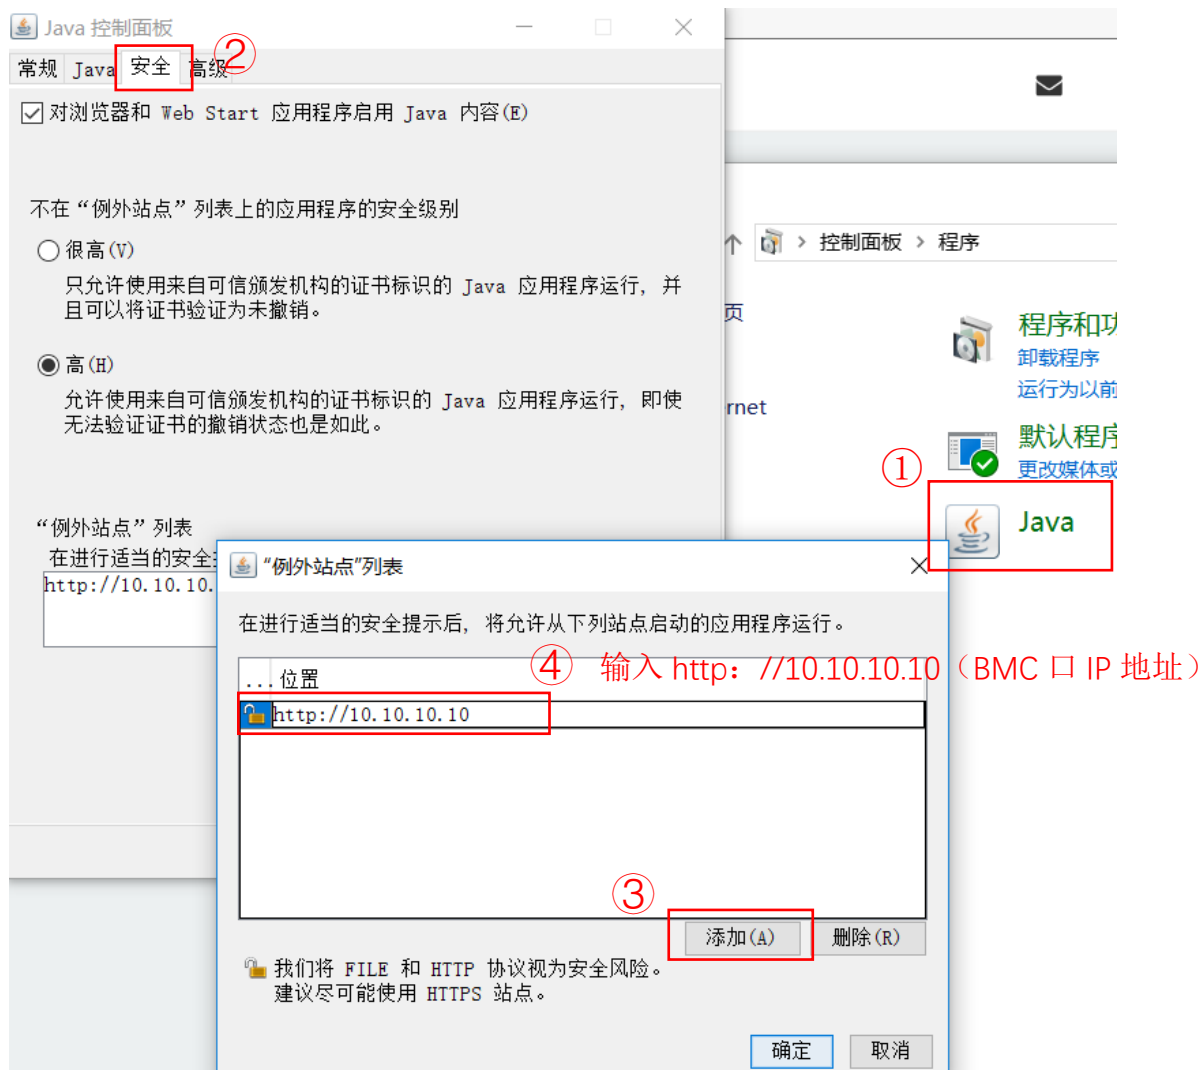 Java 控制面板
常规 Java 安全 高级
②
对浏览器和 Web Start 应用程序启用 Java 内容(E)
不在“例外站点”列表上的应用程序的安全级别
很高(V)
只允许使用来自可信颁发机构的证书标识的 Java 应用程序运行, 并
且可以将证书验证为未撤销。
高(H)
允许使用来自可信颁发机构的证书标识的 Java 应用程序运行, 即使
无法验证证书的撤销状态也是如此。
“例外站点”列表
在进行适当的安全
http://10.10.10.
控制面板 > 程序
页
rnet
程序和功
卸载程序
运行为以前
默认程序
更改媒体或
①
Java
“例外站点”列表
在进行适当的安全提示后, 将允许从下列站点启动的应用程序运行。
④ 输入 http：//10.10.10.10（BMC 口 IP 地址）
... 位置
http://10.10.10.10
③
添加(A) 删除(R)
我们将 FILE 和 HTTP 协议视为安全风险。
建议尽可能使用 HTTPS 站点。
确定 取消